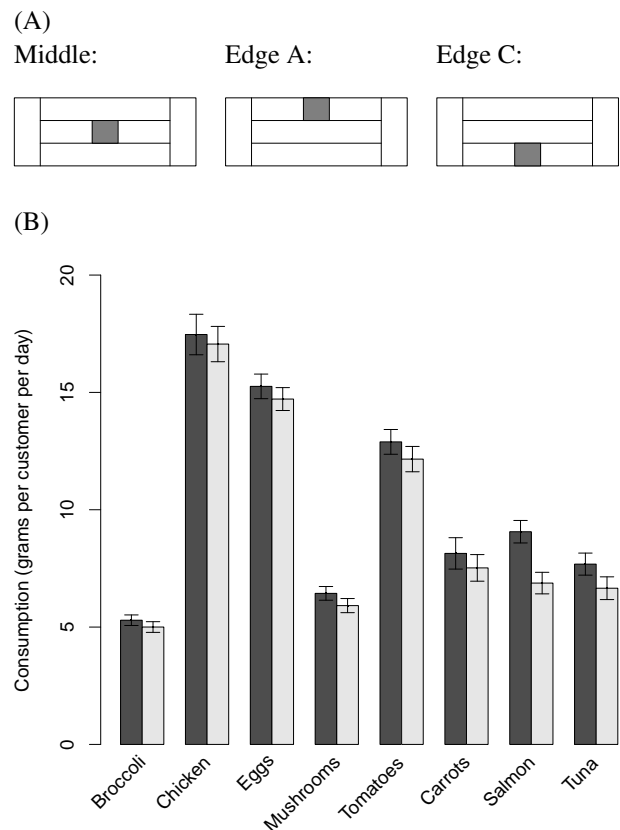 (A)
Middle: Edge A: Edge C:
(B)
Consumption (grams per customer per day)
20
15
10
5
0
Broccoli Chicken Eggs Mushrooms Tomatoes Carrots Salmon Tuna